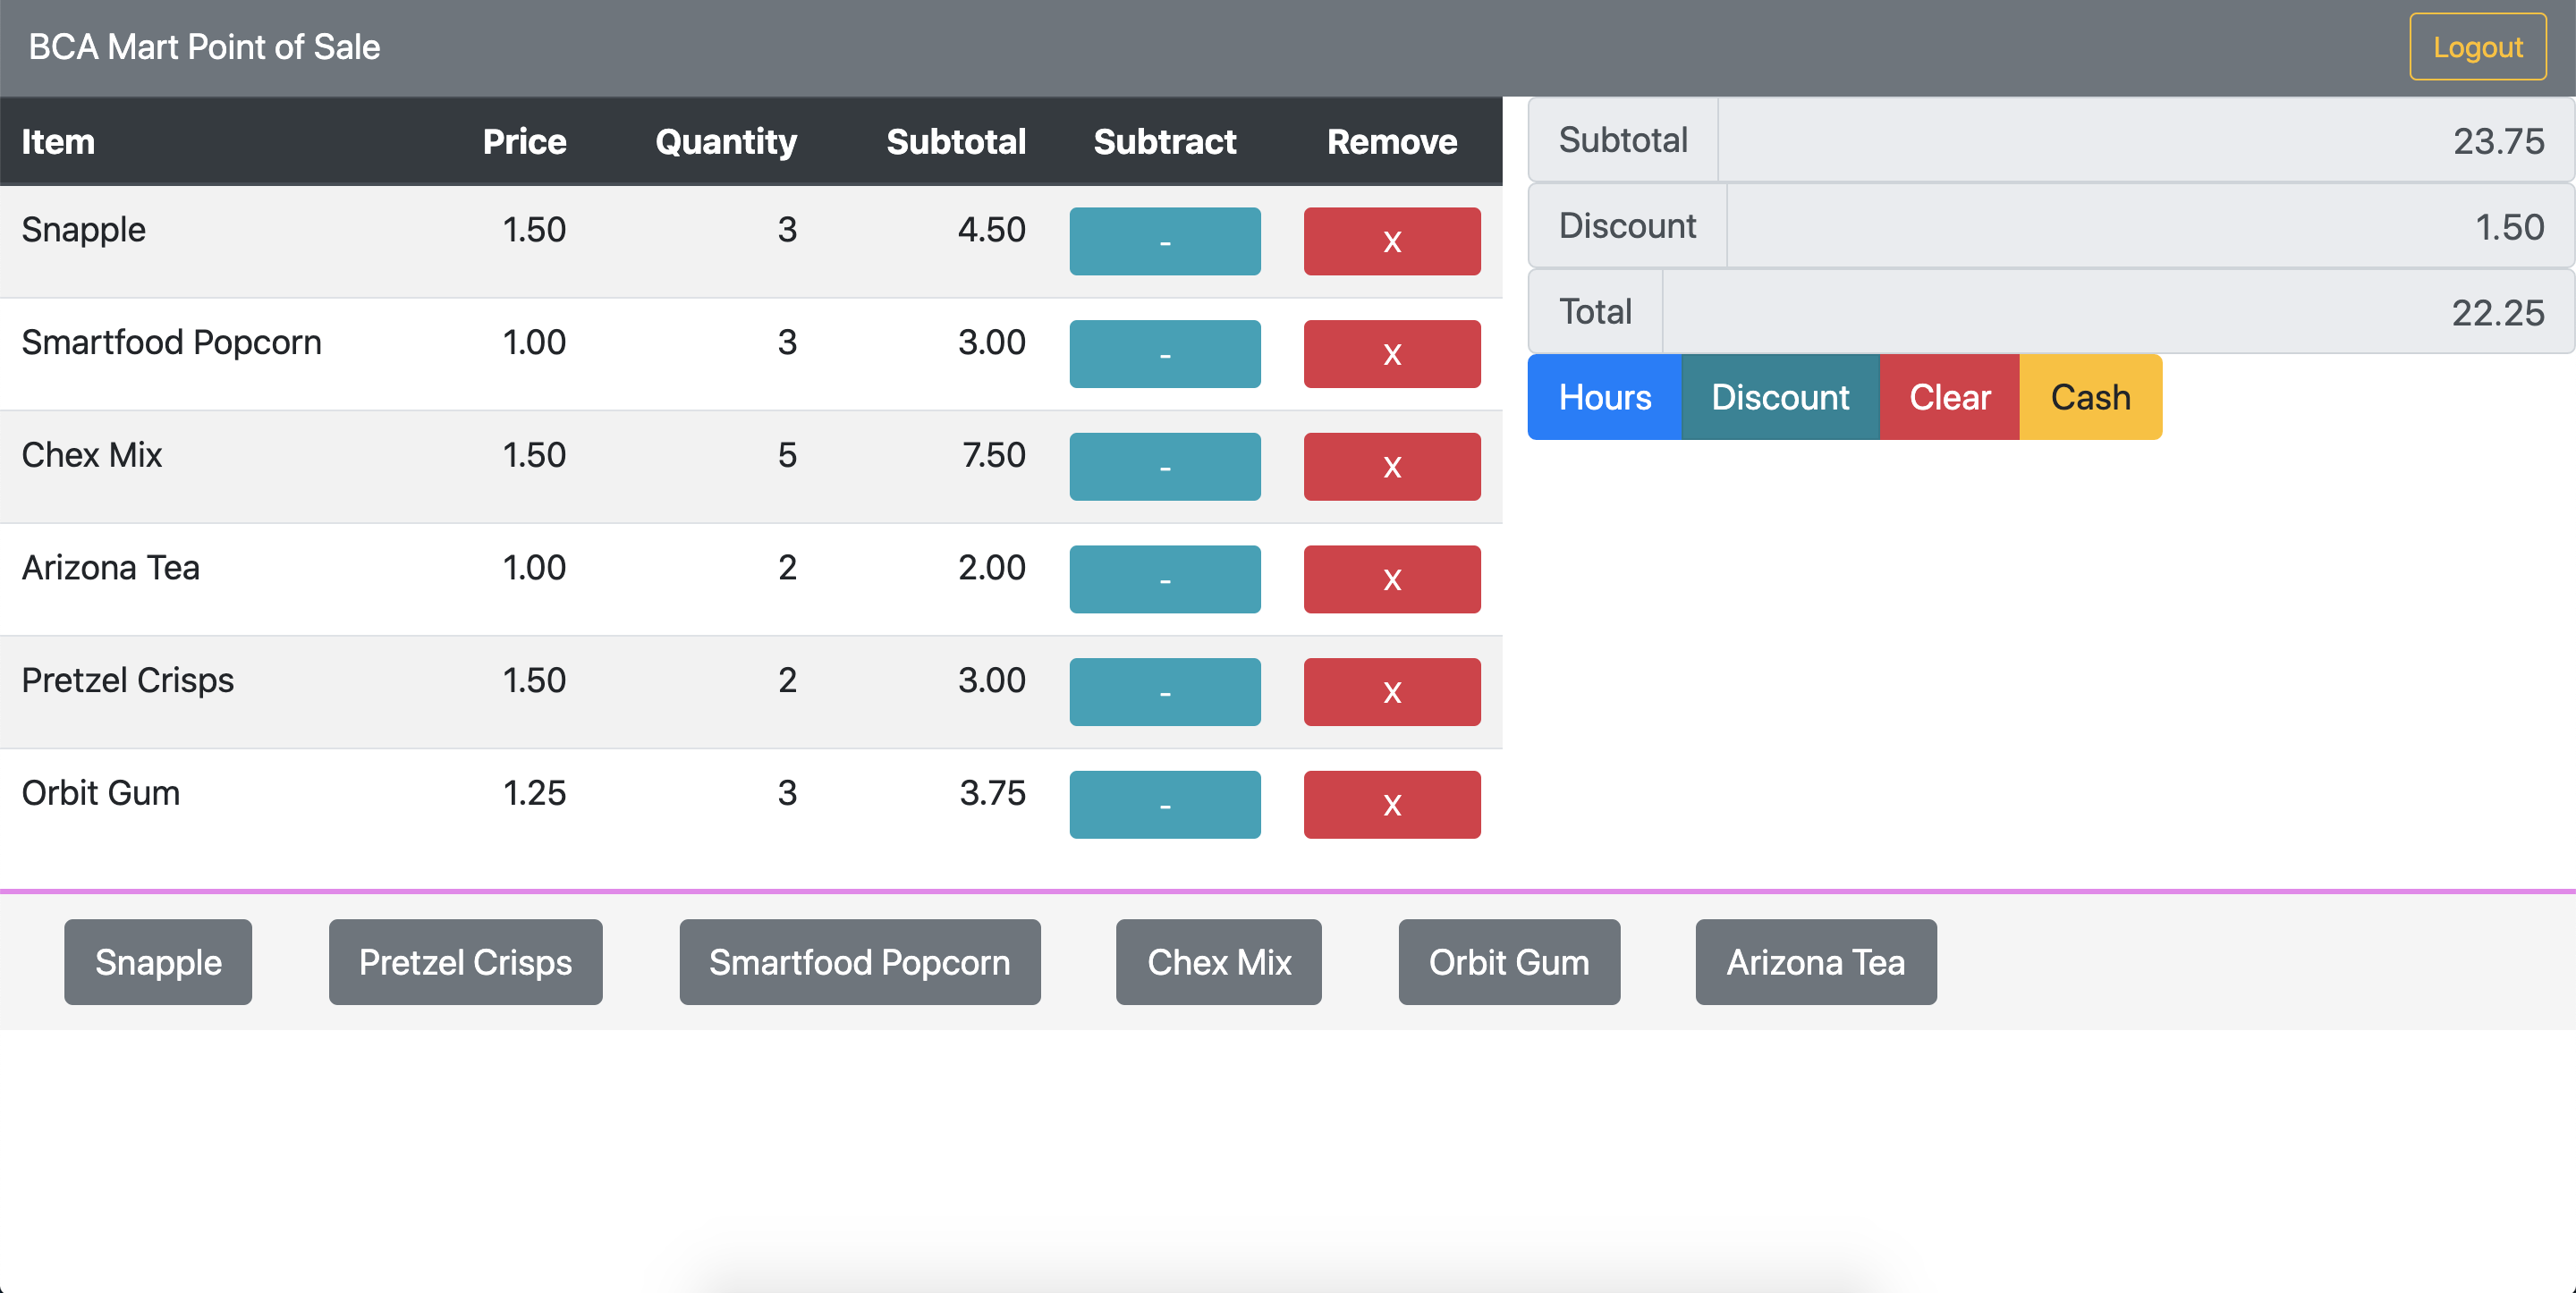 BCA Mart Point of Sale Logout
Item Price Quantity Subtotal Subtract Remove
Snapple 1.50 3 4.50 - X
Smartfood Popcorn 1.00 3 3.00 - X
Chex Mix 1.50 5 7.50 - X
Arizona Tea 1.00 2 2.00 - X
Pretzel Crisps 1.50 2 3.00 - X
Orbit Gum 1.25 3 3.75 - X
Subtotal 23.75
Discount 1.50
Total 22.25
Hours Discount Clear Cash
Snapple Pretzel Crisps Smartfood Popcorn Chex Mix Orbit Gum Arizona Tea